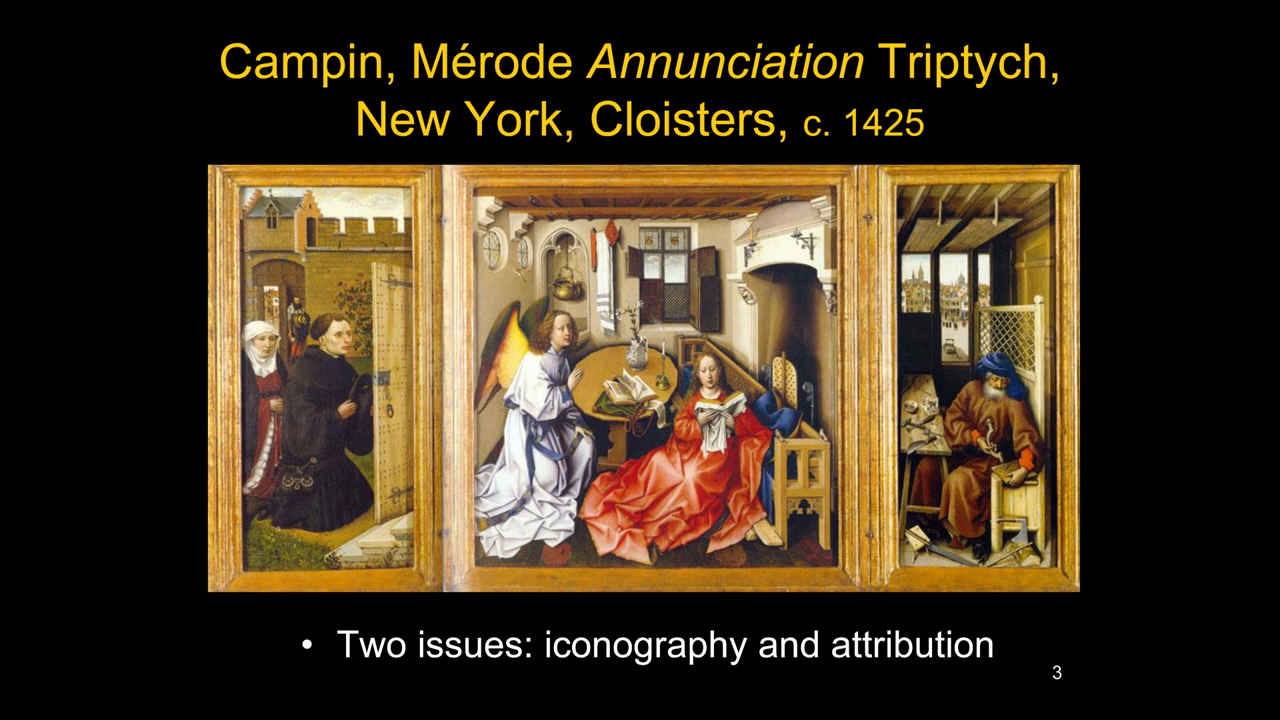 Campin, Mérode Annunciation Triptych,
New York, Cloisters, c. 1425
• Two issues: iconography and attribution
3